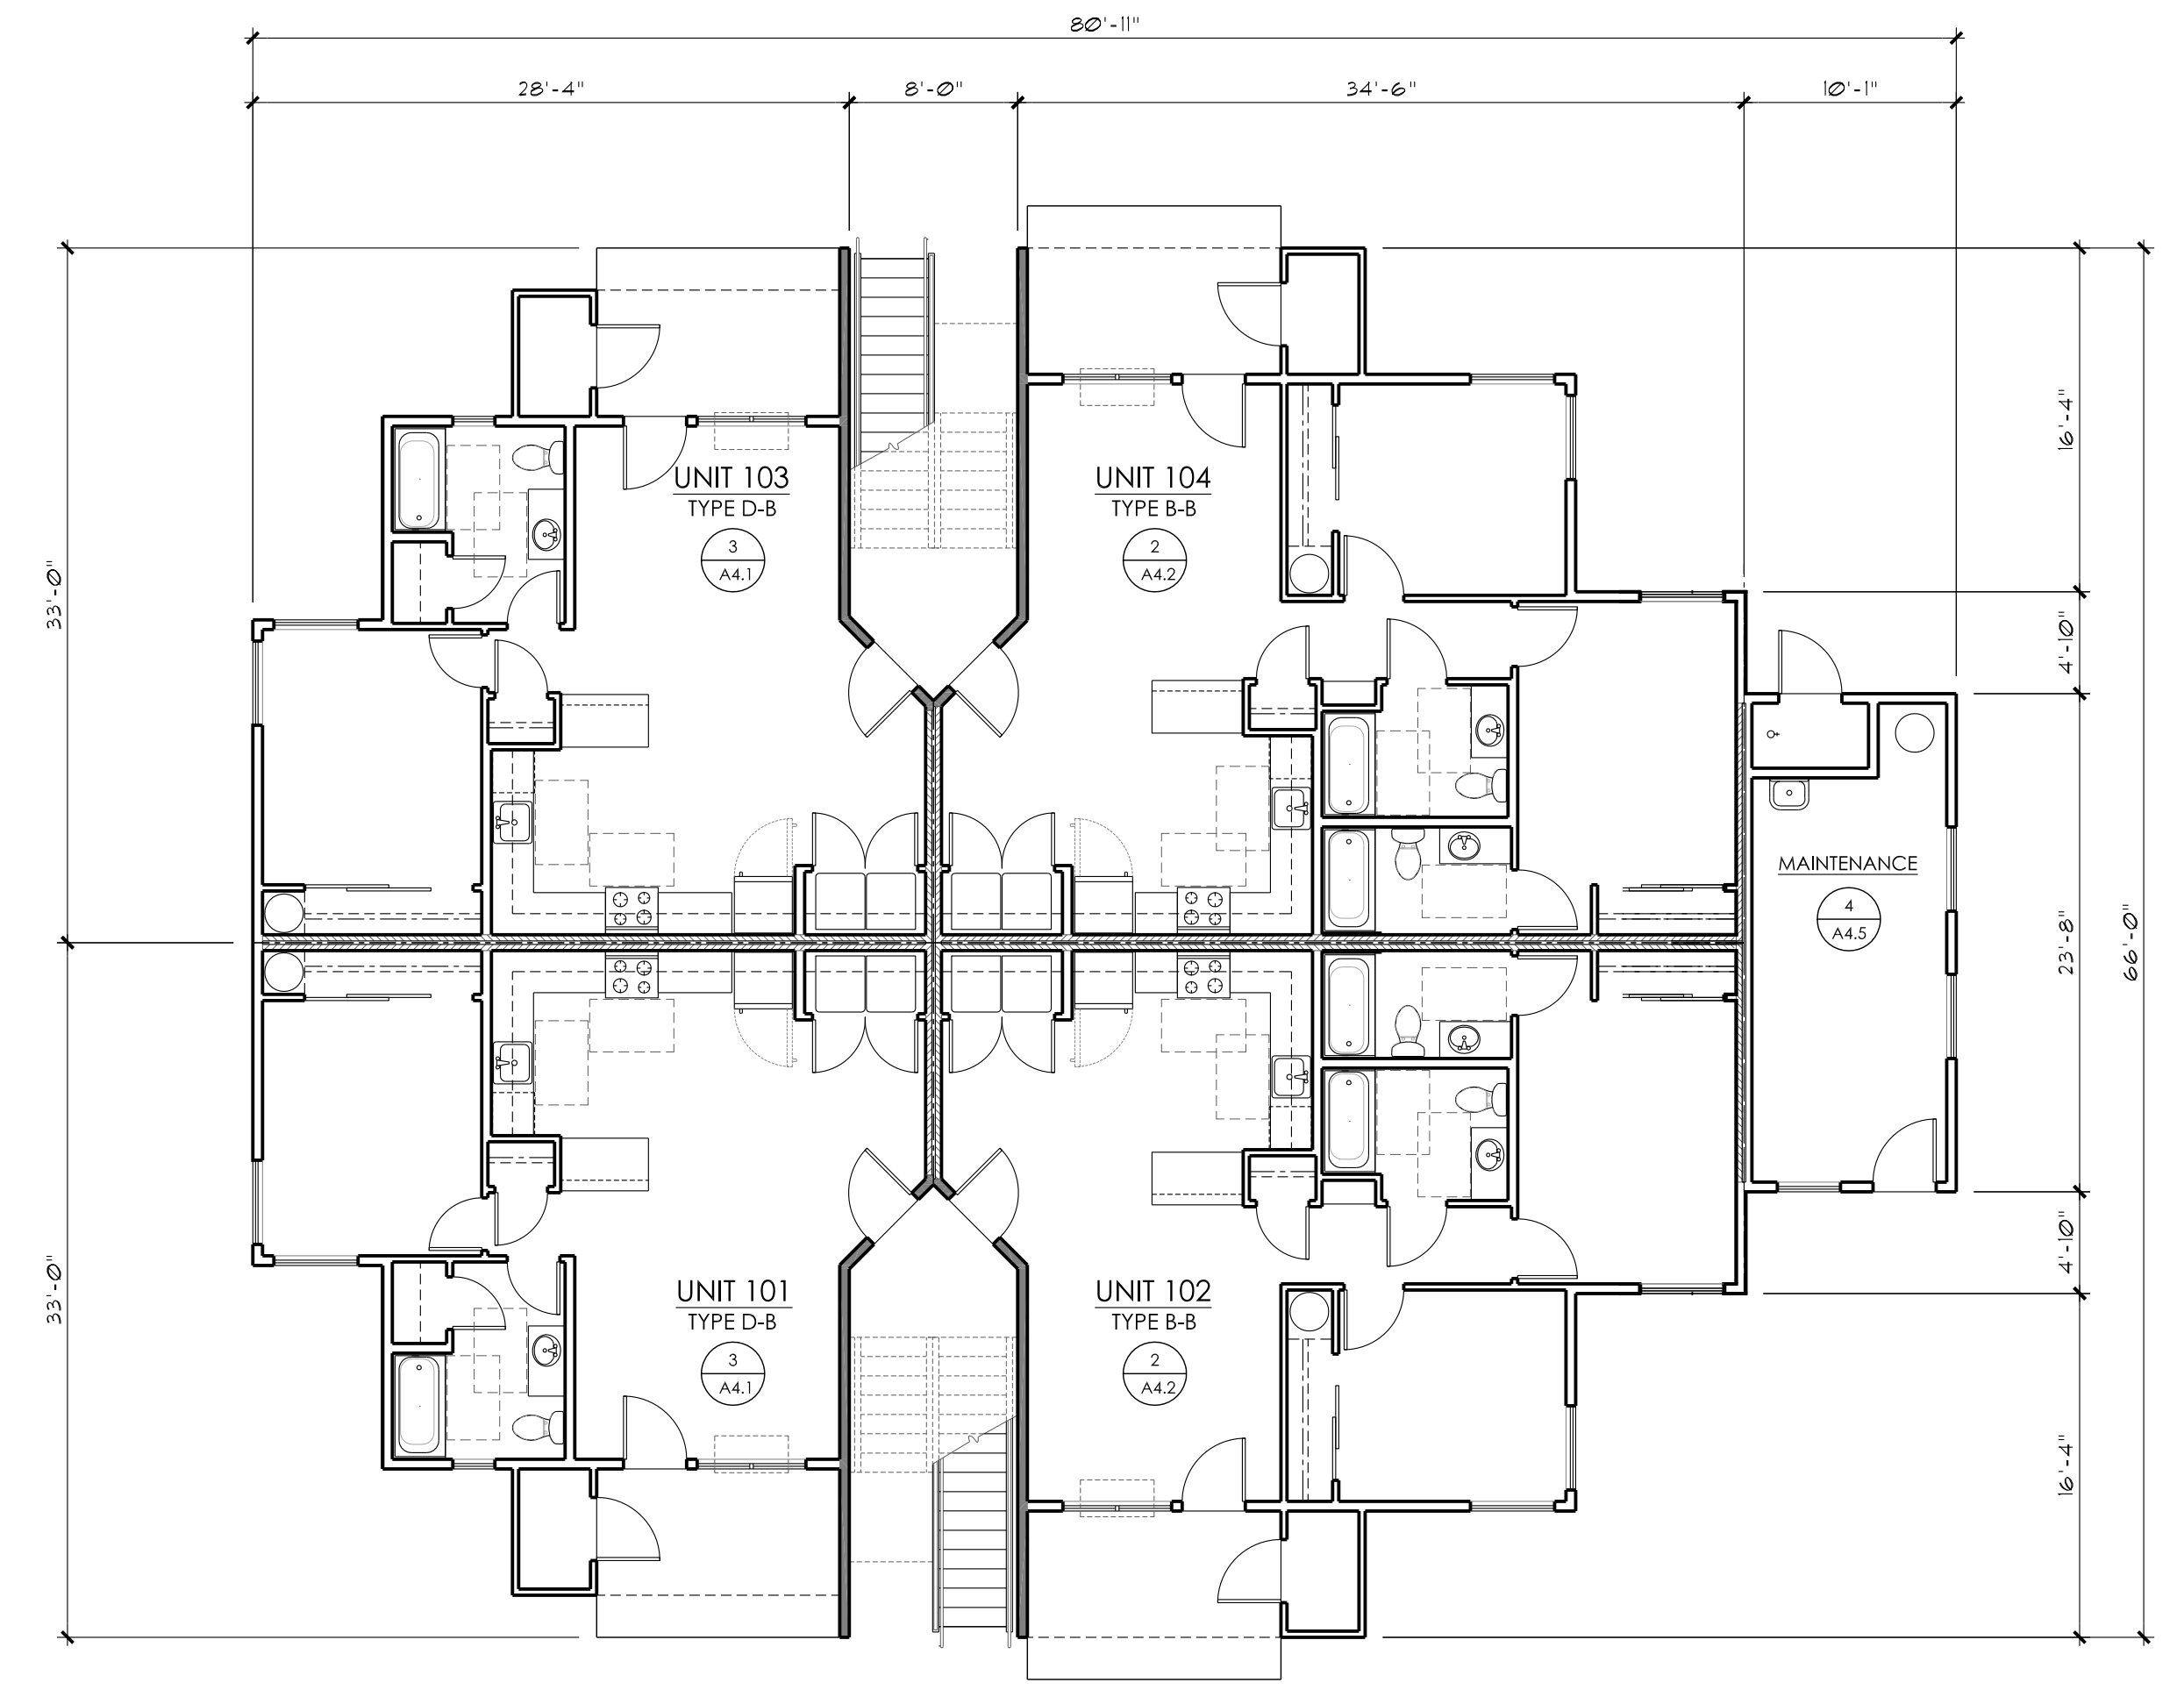 80'-11"
28'-4"
8'-0"
34'-6"
10'-1"
33'-0"
16'-4"
UNIT 103
TYPE D-B
3
A4.1
UNIT 104
TYPE B-B
2
A4.2
4'-10"
MAINTENANCE
4
A4.5
23'-8"
66'-0"
33'-0"
UNIT 101
TYPE D-B
3
A4.1
UNIT 102
TYPE B-B
2
A4.2
4'-10"
16'-4"